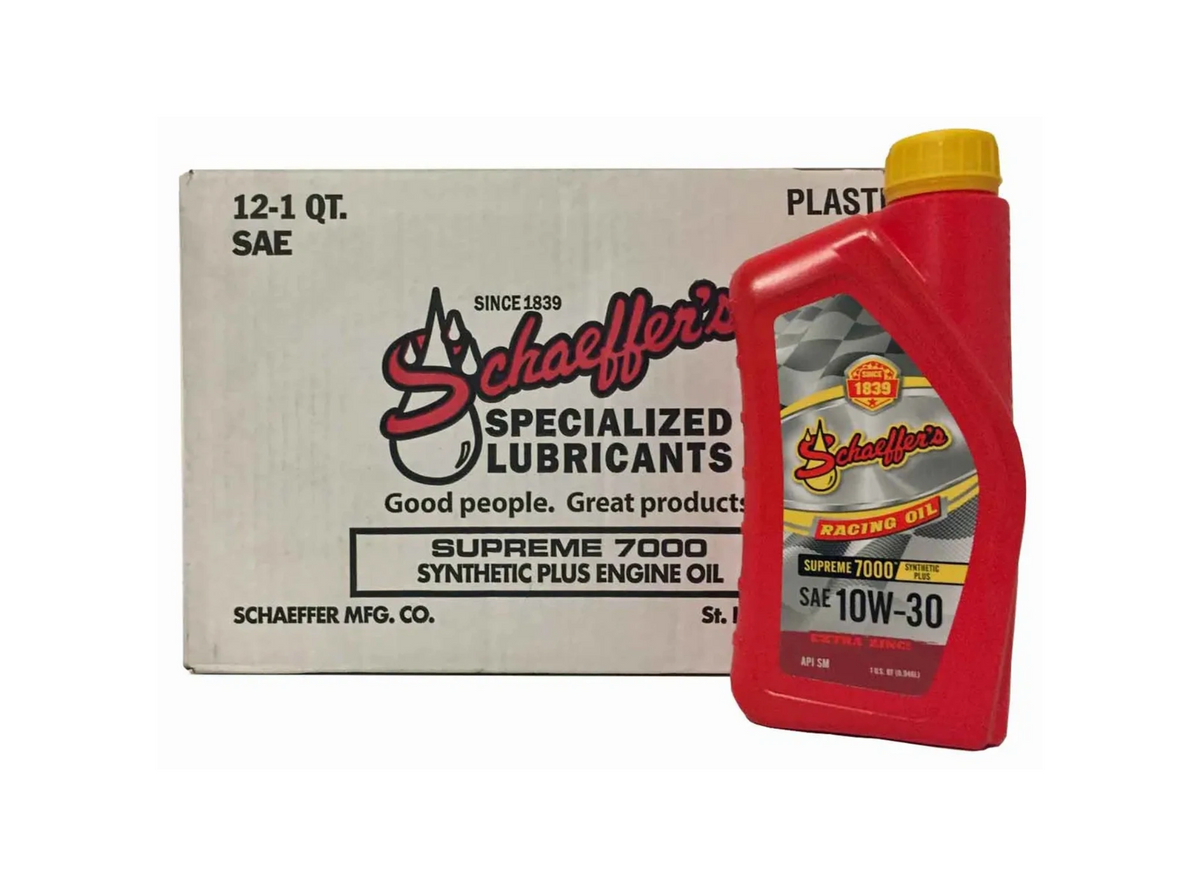 12-1 QT.
SAE
PLASTI
SINCE 1839
Schaeffer's
SPECIALIZED
LUBRICANTS
Good people. Great products
SUPREME 7000
SYNTHETIC PLUS ENGINE OIL
SCHAEFFER MFG. CO.
St.
SINCE
1839
Schaeffer's
RACING OIL
SUPREME 7000 SYNTHETIC
PLUS
SAE 10W-30
EXTRA ZINC!
API SM
1 U.S. QT (0.946L)